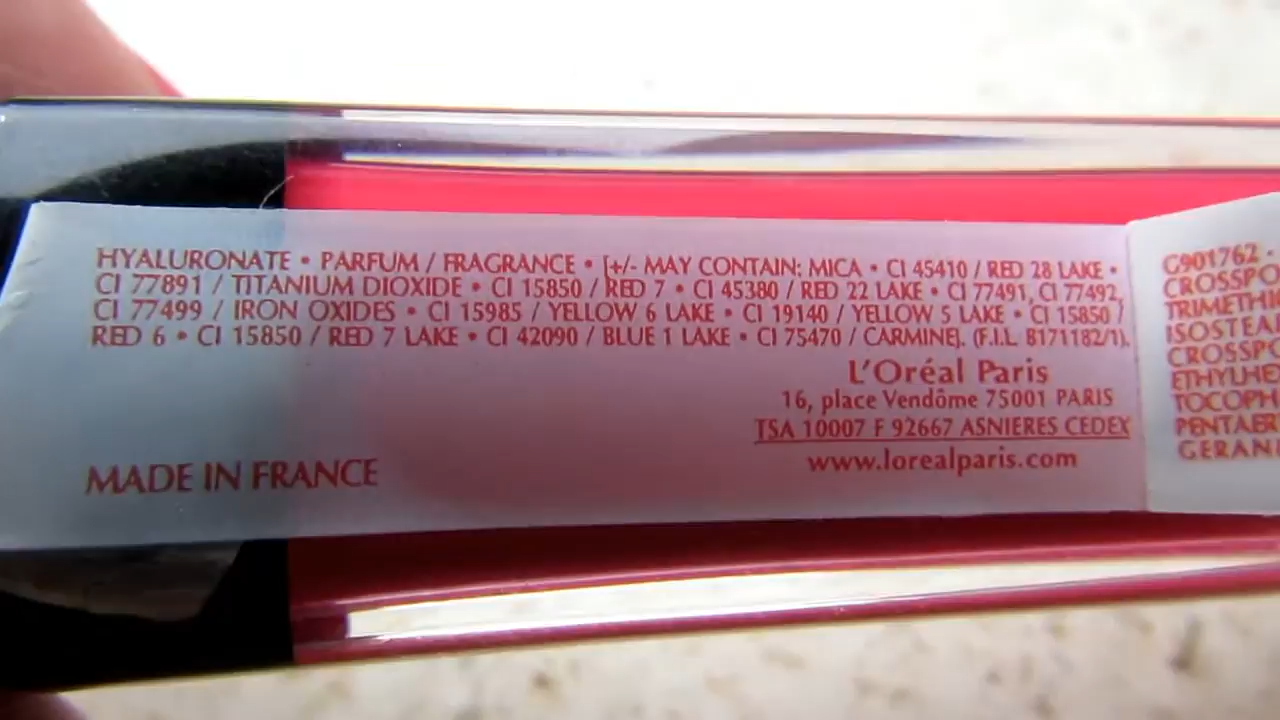 HYALURONATE • PARFUM / FRAGRANCE • [+/- MAY CONTAIN: MICA • CI 45410 / RED 28 LAKE •
CI 77891 / TITANIUM DIOXIDE • CI 15850 / RED 7 • CI 45380 / RED 22 LAKE • CI 77491, CI 77492,
CI 77499 / IRON OXIDES • CI 15985 / YELLOW 6 LAKE • CI 19140 / YELLOW 5 LAKE • CI 15850 /
RED 6 • CI 15850 / RED 7 LAKE • CI 42090 / BLUE 1 LAKE • CI 75470 / CARMINE]. (F.I.L. B171182/1).
L'Oréal Paris
16, place Vendôme 75001 PARIS
TSA 10007 F 92667 ASNIERES CEDEX
www.lorealparis.com
MADE IN FRANCE
G901762 •
CROSSPO
TRIMETHI
ISOSTEA
CROSSPO
ETHYLHE
TOCOPH
PENTAER
GERANI